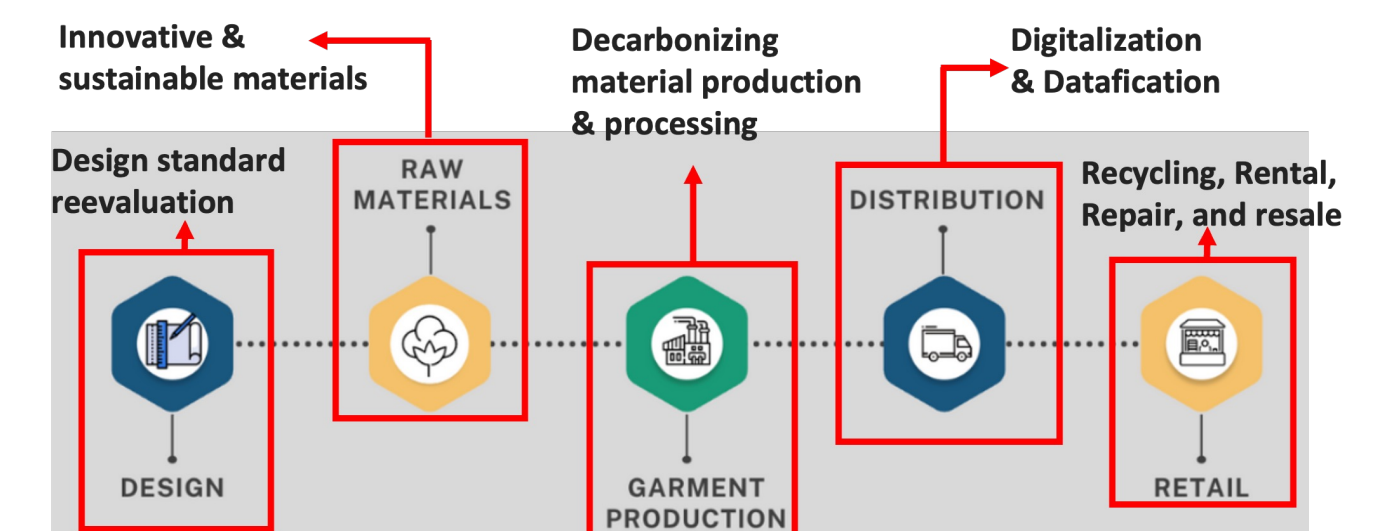 Innovative &
sustainable materials
Decarbonizing
material production
& processing
Digitalization
& Datafication
Design standard
reevaluation
RAW
MATERIALS
DISTRIBUTION
Recycling, Rental,
Repair, and resale
DESIGN
GARMENT
PRODUCTION
RETAIL